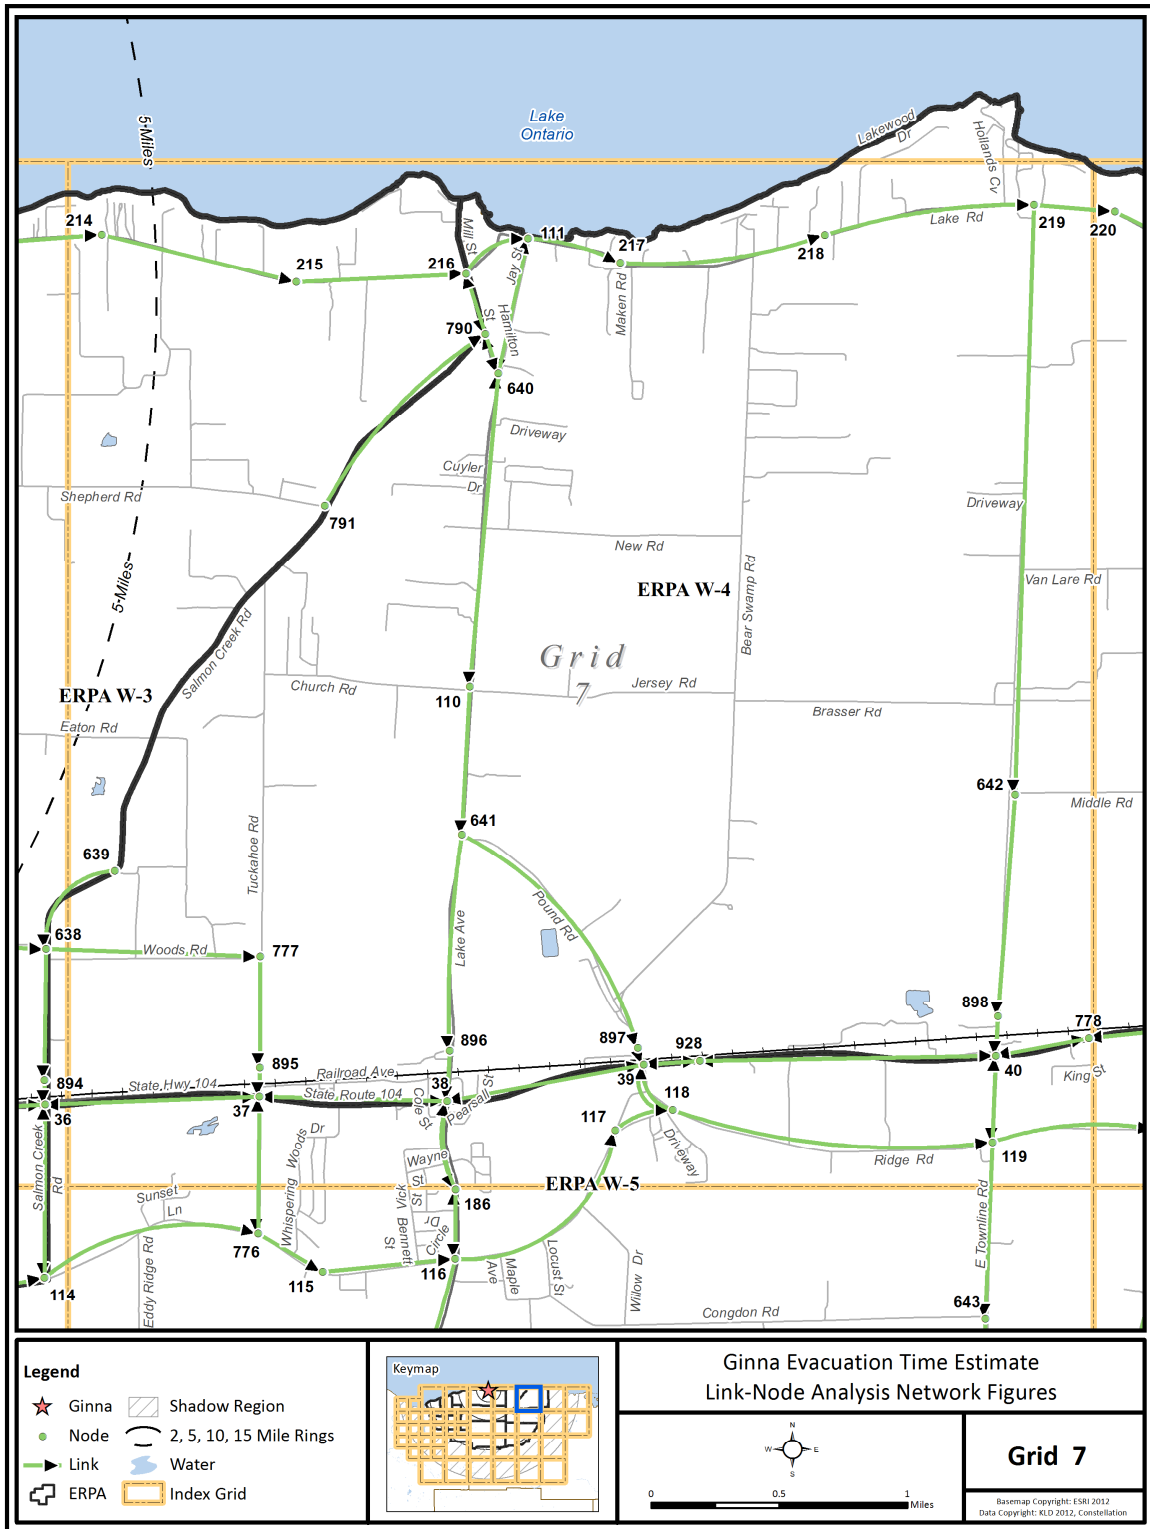 Lake
Ontario
Lakewood
Dr
Hollands Cv
5-Miles
214
215
216
Mill St
111
Jay St
217
Maken Rd
218
Lake Rd
219
220
790
St
Hamilton
640
Driveway
Cuyler
Dr
Shepherd Rd
791
New Rd
Driveway
Van Lare Rd
5-Miles
ERPA W-4
Bear Swamp Rd
Salmon Creek Rd
Grid
7
ERPA W-3
Church Rd
Jersey Rd
110
Brasser Rd
Eaton Rd
642
Middle Rd
641
639
Tuckahoe Rd
Pound Rd
Lake Ave
638
Woods Rd
777
898
778
896
897
928
895
894
Railroad Ave
State Hwy 104
State Route 104
38
39
40
King St
36
37
Cole
St
Pearsall St
118
117
Salmon Creek
Rd
Whispering Woods
Dr
Driveway
Ridge Rd
119
Wayne
St
Vick
St
ERPA W-5
186
Sunset
Ln
Dr
Circle
Bennett
St
776
115
116
Maple
Ave
Locust St
Willow Dr
E Townline Rd
114
Eddy Ridge Rd
Congdon Rd
643
Legend
Ginna
Shadow Region
Node
2, 5, 10, 15 Mile Rings
Link
Water
ERPA
Index Grid
Keymap
Ginna Evacuation Time Estimate
Link-Node Analysis Network Figures
N
W
E
S
0
0.5
1
Miles
Grid 7
Basemap Copyright: ESRI 2012
Data Copyright: KLD 2012, Constellation